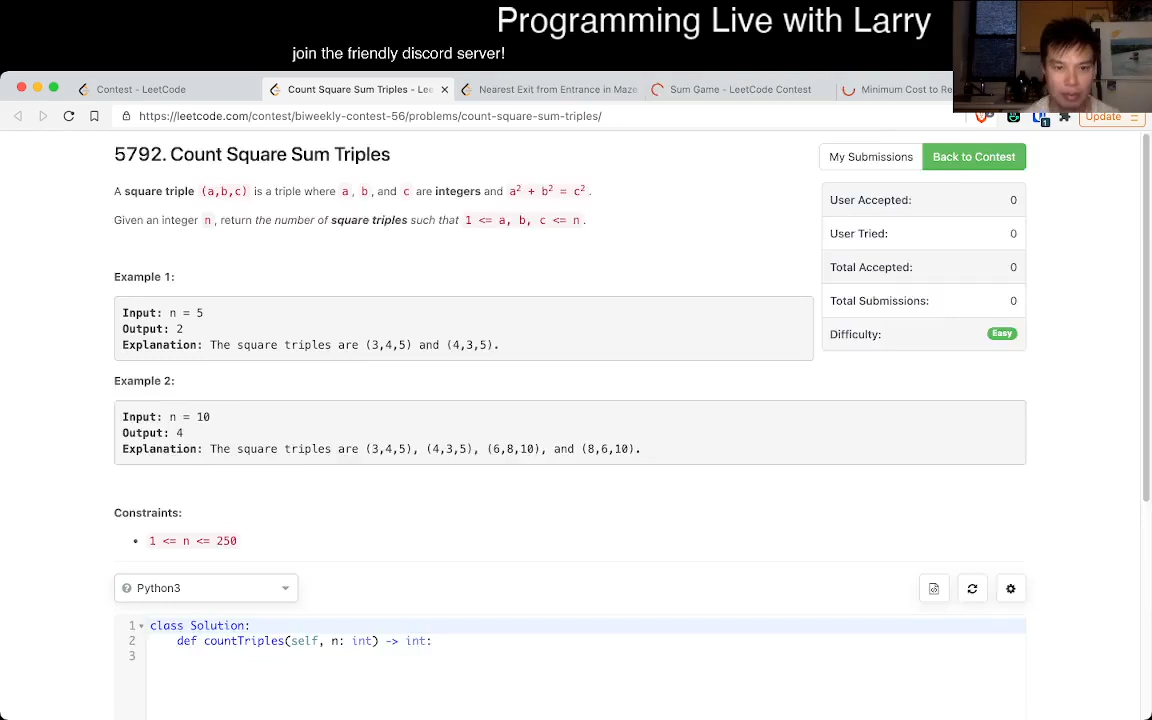 Programming Live with Larry
join the friendly discord server!
Contest - LeetCode
Count Square Sum Triples - Lee
Nearest Exit from Entrance in Maze
Sum Game - LeetCode Contest
Minimum Cost to Re
https://leetcode.com/contest/biweekly-contest-56/problems/count-square-sum-triples/
Update
5792. Count Square Sum Triples
My Submissions
Back to Contest
A square triple (a,b,c) is a triple where a, b, and c are integers and a² + b² = c².
Given an integer n, return the number of square triples such that 1 <= a, b, c <= n.
User Accepted: 0
User Tried: 0
Total Accepted: 0
Total Submissions: 0
Difficulty: Easy
Example 1:
Input: n = 5
Output: 2
Explanation: The square triples are (3,4,5) and (4,3,5).
Example 2:
Input: n = 10
Output: 4
Explanation: The square triples are (3,4,5), (4,3,5), (6,8,10), and (8,6,10).
Constraints:
• 1 <= n <= 250
Python3
1 class Solution:
2 def countTriples(self, n: int) -> int:
3